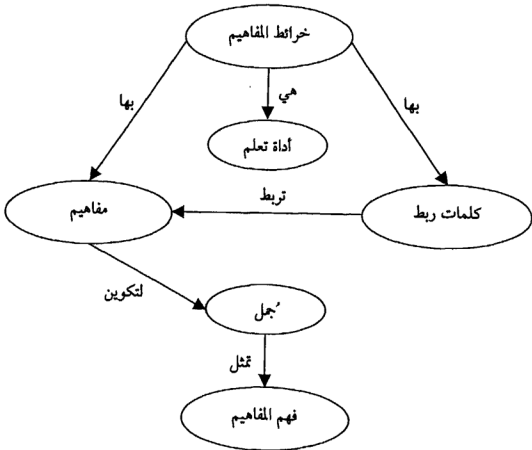 خرائط المفاهيم
هي
بها
بها
أداة تعلم
تربط
كلمات ربط
مفاهيم
لتكوين
جُمل
تمثل
فهم المفاهيم